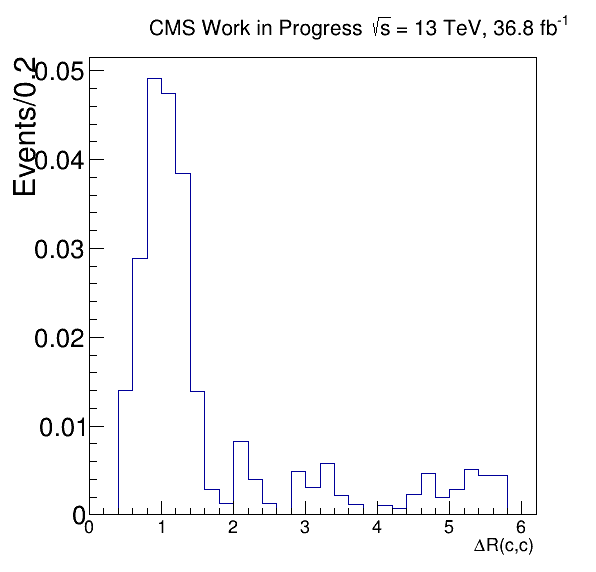 CMS Work in Progress √s = 13 TeV, 36.8 fb⁻¹
Events/0.2
0.05
0.04
0.03
0.02
0.01
0
0 1 2 3 4 5 6
ΔR(c,c)